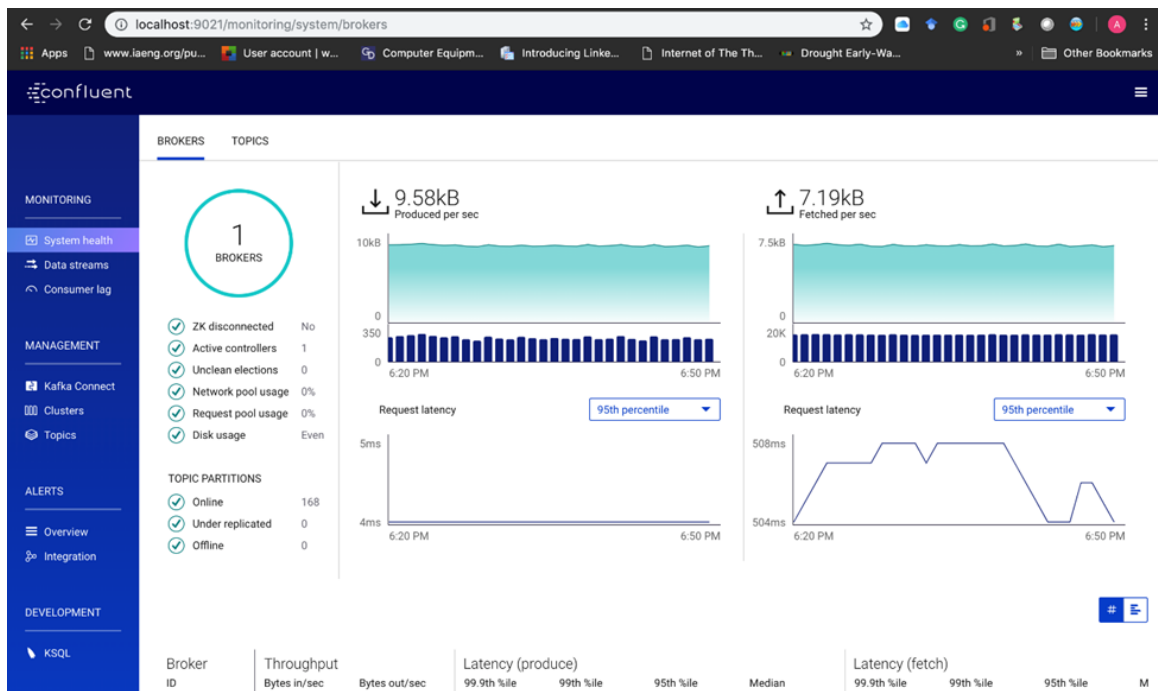 localhost:9021/monitoring/system/brokers
A
Apps www.iaeng.org/pu... User account | w... Computer Equipm... Introducing Linke... Internet of The Th... Drought Early-Wa... » Other Bookmarks
confluent
BROKERS TOPICS
MONITORING
System health
Data streams
Consumer lag
MANAGEMENT
Kafka Connect
Clusters
Topics
ALERTS
Overview
Integration
DEVELOPMENT
KSQL
1
BROKERS
ZK disconnected No
Active controllers 1
Unclean elections 0
Network pool usage 0%
Request pool usage 0%
Disk usage Even
TOPIC PARTITIONS
Online 168
Under replicated 0
Offline 0
9.58kB
Produced per sec
10kB
0
350
0
6:20 PM 6:50 PM
Request latency 95th percentile
5ms
4ms
6:20 PM 6:50 PM
7.19kB
Fetched per sec
7.5kB
0
20K
0
6:20 PM 6:50 PM
Request latency 95th percentile
508ms
504ms
6:20 PM 6:50 PM
#
Broker Throughput Latency (produce) Latency (fetch)
ID Bytes in/sec Bytes out/sec 99.9th %ile 99th %ile 95th %ile Median 99.9th %ile 99th %ile 95th %ile M